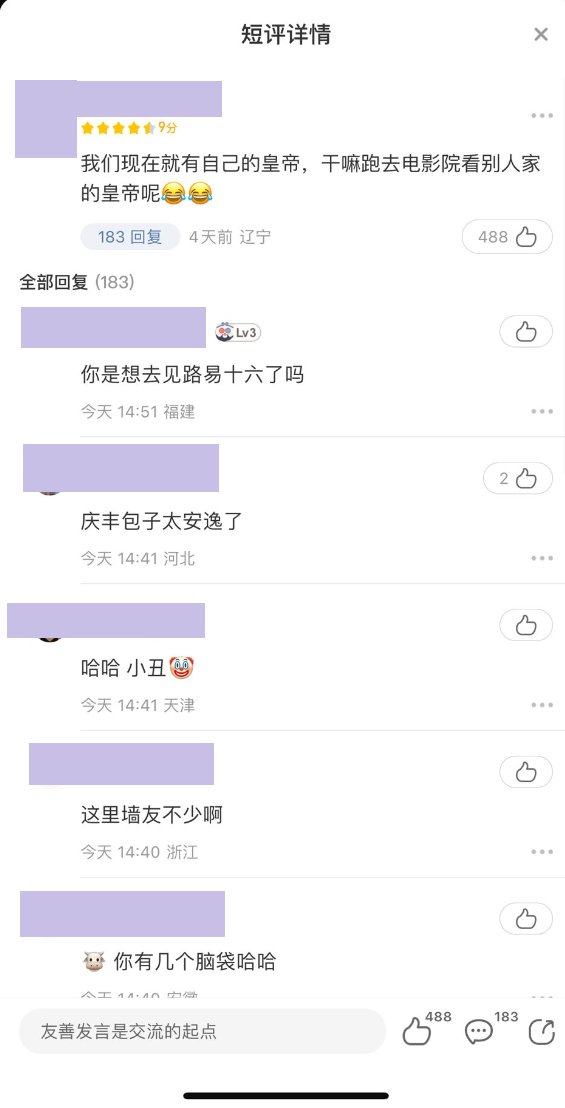 短评详情
9分
我们现在就有自己的皇帝，干嘛跑去电影院看别人家
的皇帝呢😂😂
183 回复 4天前 辽宁 488
全部回复 (183)
Lv3
你是想去见路易十六了吗
今天 14:51 福建
2
庆丰包子太安逸了
今天 14:41 河北
哈哈 小丑🤡
今天 14:41 天津
这里墙友不少啊
今天 14:40 浙江
🐮 你有几个脑袋哈哈
今天 14:40 安徽
友善发言是交流的起点 488 183